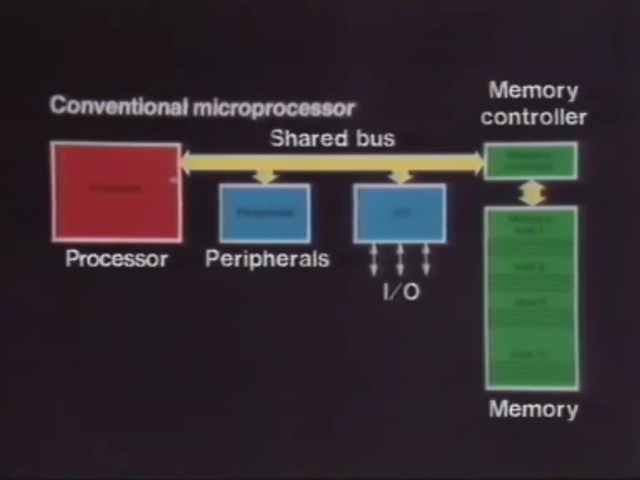 Conventional microprocessor
Memory
controller
Shared bus
Processor
Peripherals
I/O
Memory